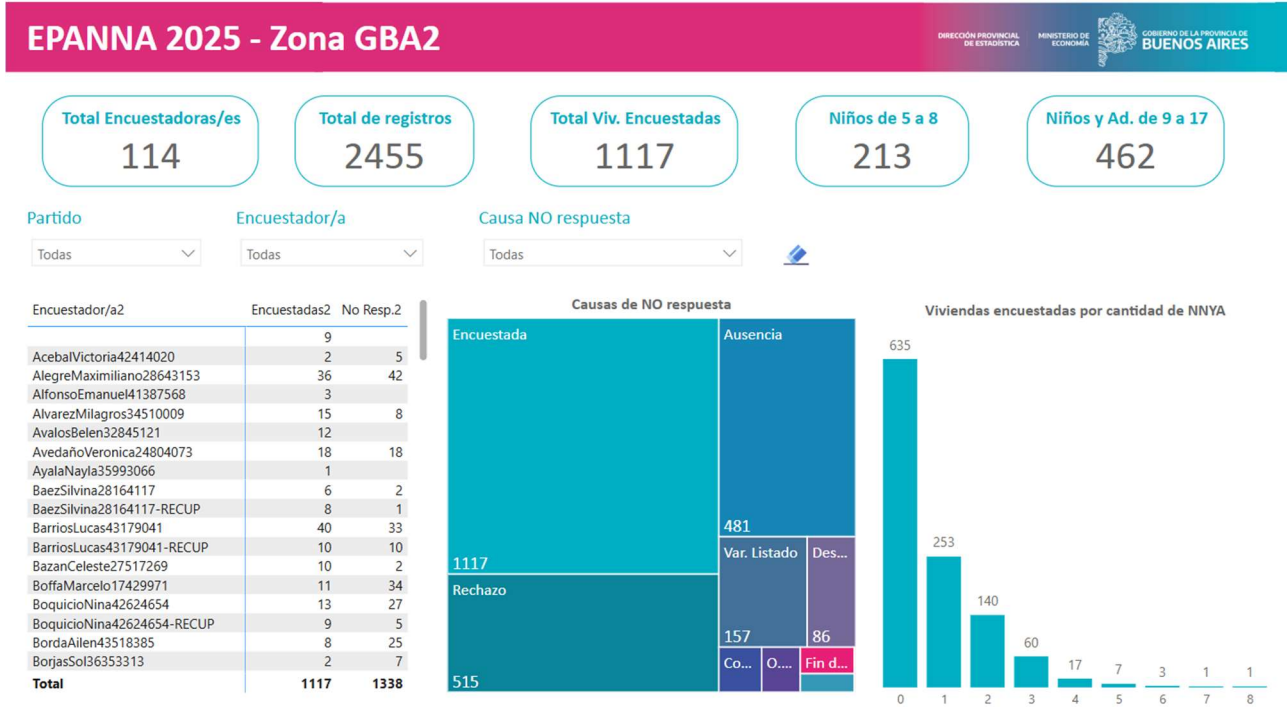 EPANNA 2025 - Zona GBA2
DIRECCIÓN PROVINCIAL
DE ESTADÍSTICA
MINISTERIO DE
ECONOMÍA
GOBIERNO DE LA PROVINCIA DE
BUENOS AIRES
Total Encuestadoras/es
114
Total de registros
2455
Total Viv. Encuestadas
1117
Niños de 5 a 8
213
Niños y Ad. de 9 a 17
462
Partido
Todas
Encuestador/a
Todas
Causa NO respuesta
Todas
Encuestador/a2 Encuestadas2 No Resp.2
9
AcebalVictoria42414020 2 5
AlegreMaximiliano28643153 36 42
AlfonsoEmanuel41387568 3
AlvarezMilagros34510009 15 8
AvalosBelen32845121 12
AvedañoVeronica24804073 18 18
AyalaNayla35993066 1
BaezSilvina28164117 6 2
BaezSilvina28164117-RECUP 8 1
BarriosLucas43179041 40 33
BarriosLucas43179041-RECUP 10 10
BazanCeleste27517269 10 2
BoffaMarcelo17429971 11 34
BoquicioNina42624654 13 27
BoquicioNina42624654-RECUP 9 5
BordaAilen43518385 8 25
BorjasSol36353313 2 7
Total 1117 1338
Causas de NO respuesta
Encuestada
1117
Rechazo
515
Ausencia
481
Var. Listado
157
Des...
86
Co...
O....
Fin d...
Viviendas encuestadas por cantidad de NNYA
635
253
140
60
17
7
3
1
1
0 1 2 3 4 5 6 7 8